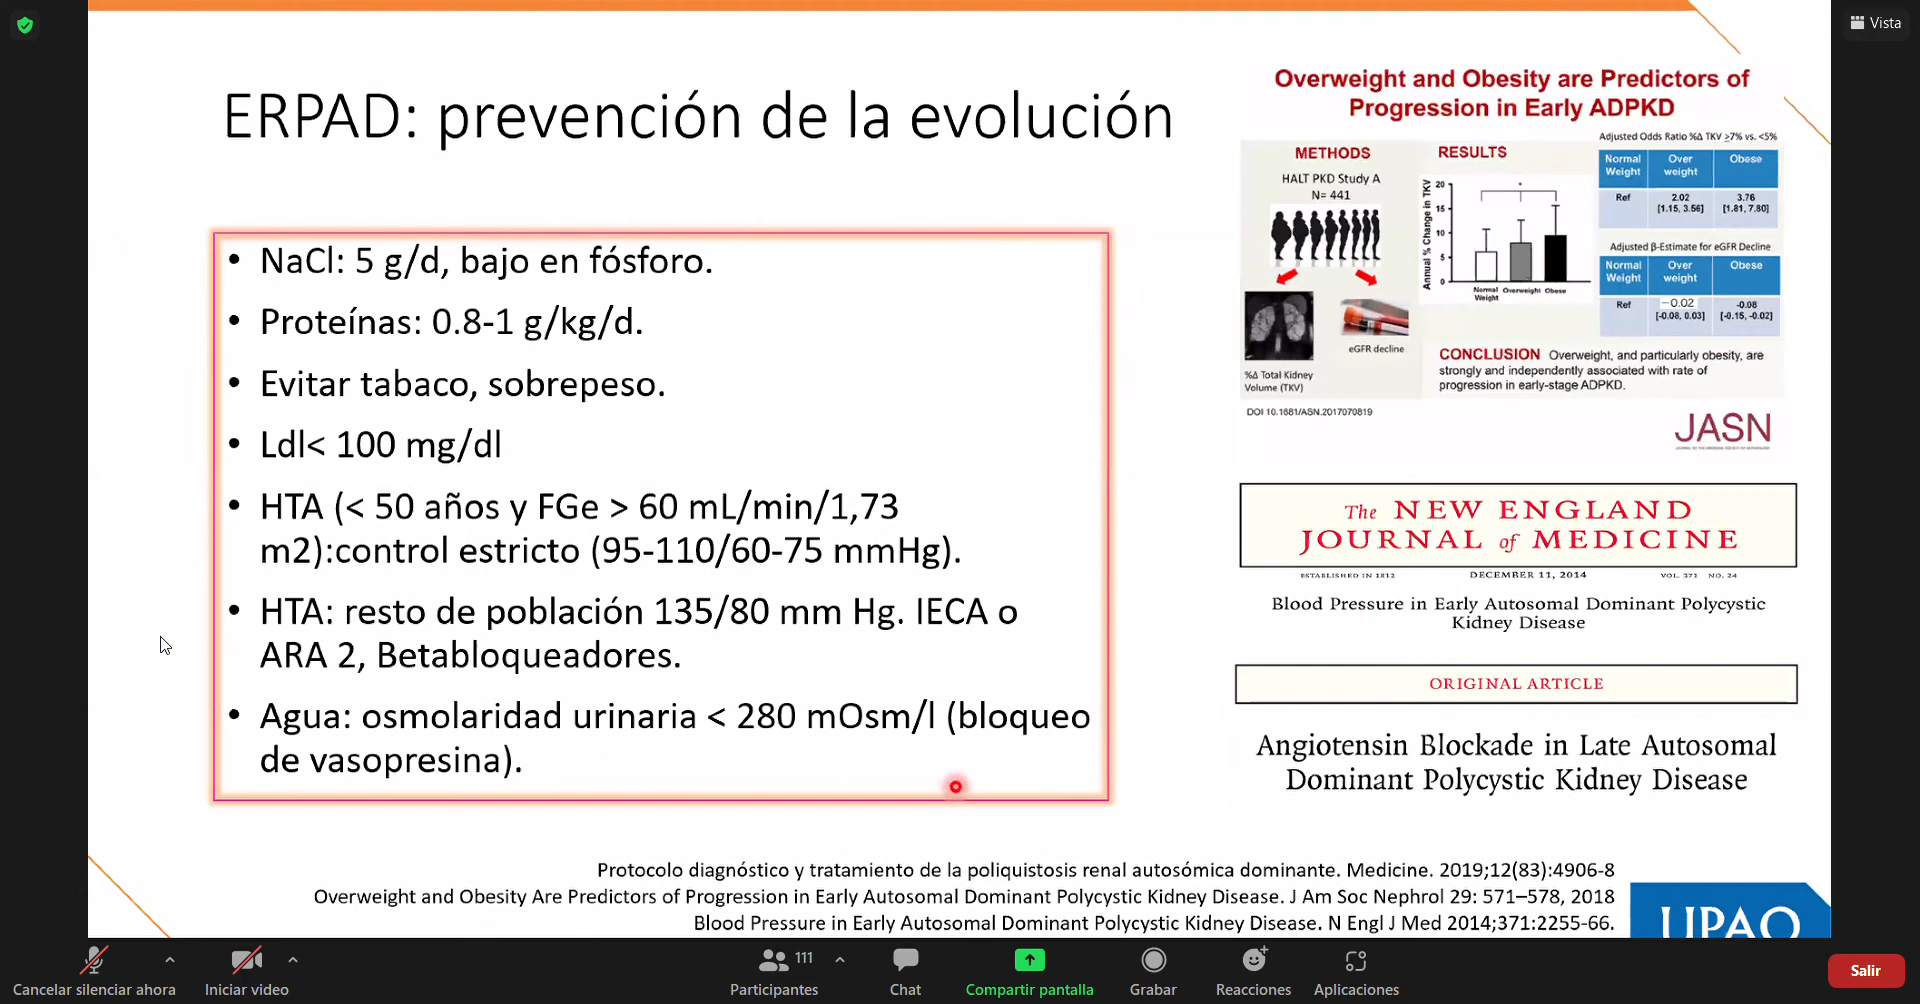 Vista
ERPAD: prevención de la evolución
• NaCl: 5 g/d, bajo en fósforo.
• Proteínas: 0.8-1 g/kg/d.
• Evitar tabaco, sobrepeso.
• Ldl< 100 mg/dl
• HTA (< 50 años y FGe > 60 mL/min/1,73
m2):control estricto (95-110/60-75 mmHg).
• HTA: resto de población 135/80 mm Hg. IECA o
ARA 2, Betabloqueadores.
• Agua: osmolaridad urinaria < 280 mOsm/l (bloqueo
de vasopresina).
Overweight and Obesity are Predictors of
Progression in Early ADPKD
METHODS
HALT PKD Study A
N= 441
%Δ Total Kidney
Volume (TKV)
eGFR decline
RESULTS
Annual % Change in TKV
20
15
10
5
0
*
Normal
Weight
Overweight
Obese
Adjusted Odds Ratio %Δ TKV ≥7% vs. <5%
Normal Weight
Over weight
Obese
Ref
2.02
[1.15, 3.56]
3.76
[1.81, 7.80]
Adjusted β-Estimate for eGFR Decline
Normal Weight
Over weight
Obese
Ref
−0.02
[-0.08, 0.03]
-0.08
[-0.15, -0.02]
CONCLUSION Overweight, and particularly obesity, are
strongly and independently associated with rate of
progression in early-stage ADPKD.
DOI 10.1681/ASN.2017070819
JASN
The NEW ENGLAND
JOURNAL of MEDICINE
ESTABLISHED IN 1812 DECEMBER 11, 2014 VOL. 371 NO. 24
Blood Pressure in Early Autosomal Dominant Polycystic
Kidney Disease
ORIGINAL ARTICLE
Angiotensin Blockade in Late Autosomal
Dominant Polycystic Kidney Disease
Protocolo diagnóstico y tratamiento de la poliquistosis renal autosómica dominante. Medicine. 2019;12(83):4906-8
Overweight and Obesity Are Predictors of Progression in Early Autosomal Dominant Polycystic Kidney Disease. J Am Soc Nephrol 29: 571–578, 2018
Blood Pressure in Early Autosomal Dominant Polycystic Kidney Disease. N Engl J Med 2014;371:2255-66.
UPAO
Cancelar silenciar ahora
Iniciar video
111
Participantes
Chat
Compartir pantalla
Grabar
Reacciones
Aplicaciones
Salir